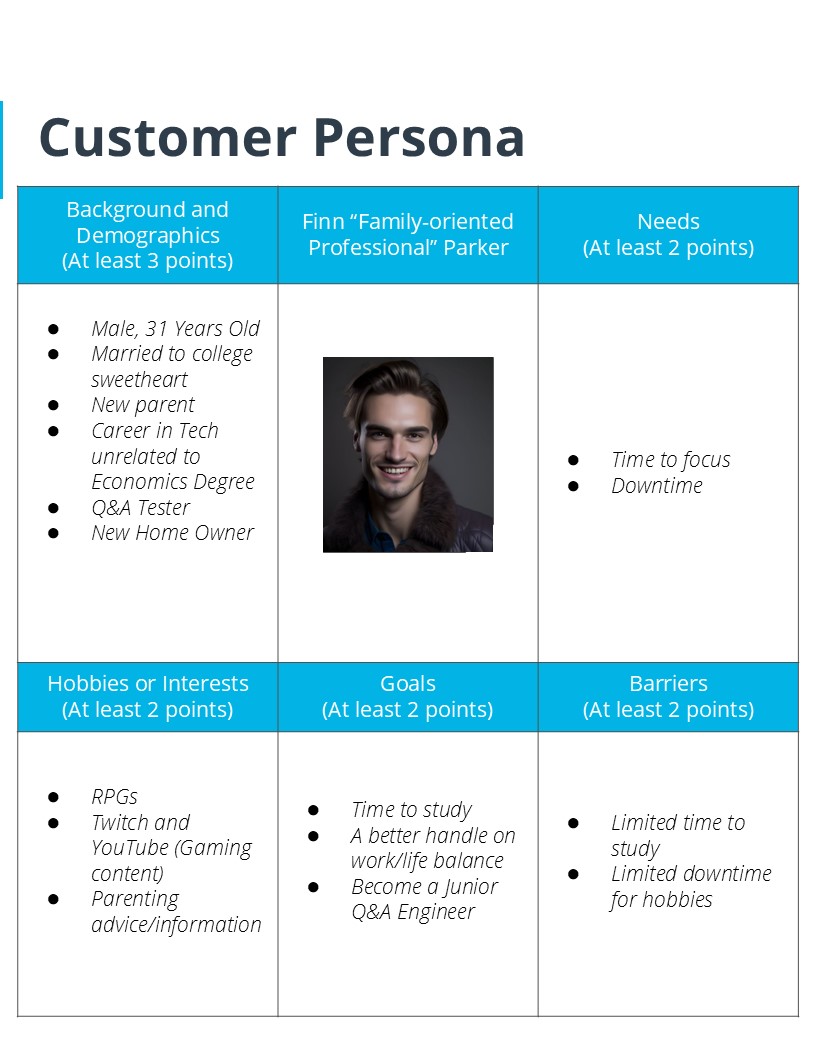 Customer Persona
Background and
Demographics
(At least 3 points)
Finn “Family-oriented
Professional” Parker
Needs
(At least 2 points)
● Male, 31 Years Old
● Married to college
sweetheart
● New parent
● Career in Tech
unrelated to
Economics Degree
● Q&A Tester
● New Home Owner
● Time to focus
● Downtime
Hobbies or Interests
(At least 2 points)
Goals
(At least 2 points)
Barriers
(At least 2 points)
● RPGs
● Twitch and
YouTube (Gaming
content)
● Parenting
advice/information
● Time to study
● A better handle on
work/life balance
● Become a Junior
Q&A Engineer
● Limited time to
study
● Limited downtime
for hobbies